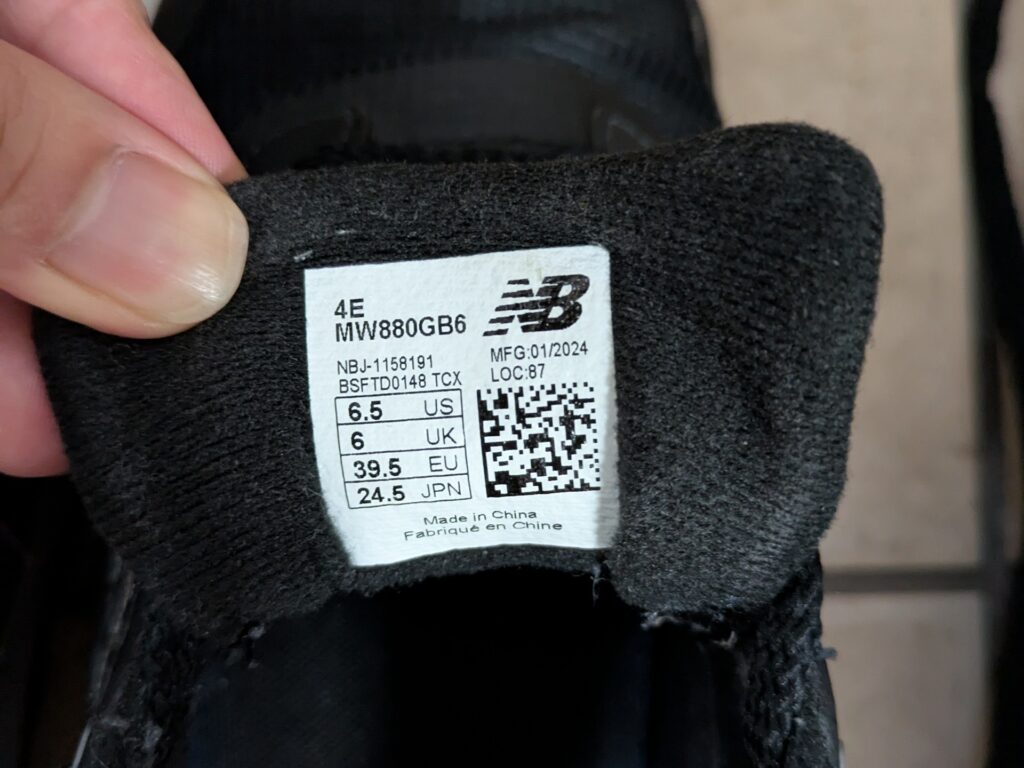 4E
MW880GB6
NB
NBJ-1158191
BSFTD0148 TCX
MFG:01/2024
LOC:87
6.5 US
6 UK
39.5 EU
24.5 JPN
Made in China
Fabriqué en Chine